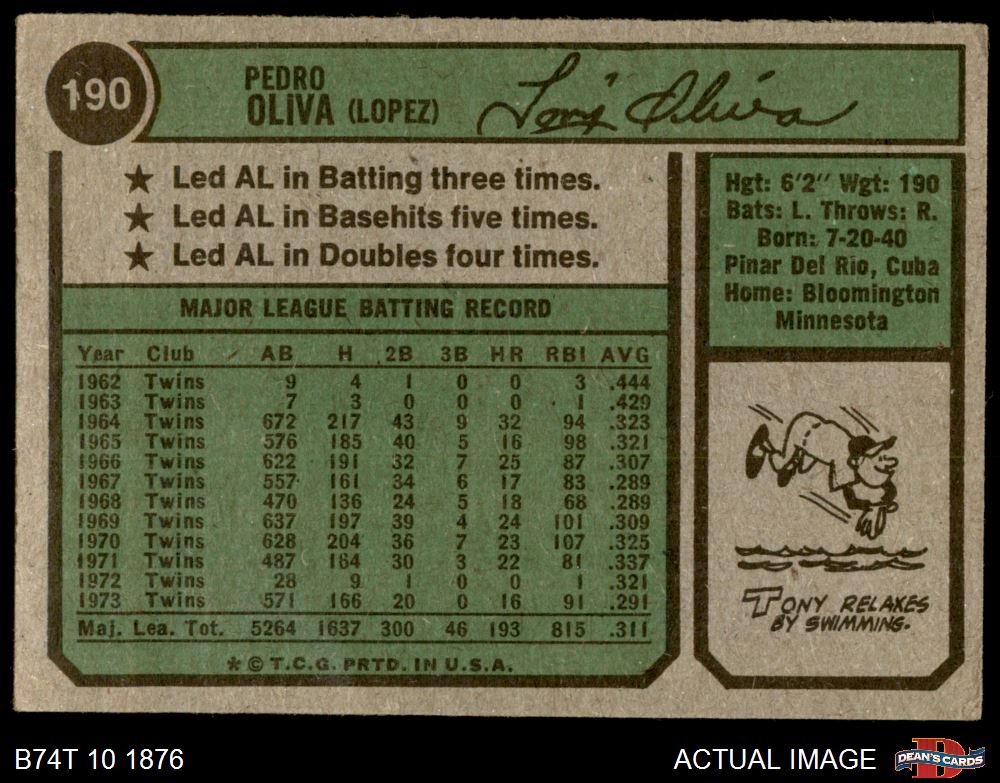 190
PEDRO
OLIVA (LOPEZ)
Tony Oliva
★ Led AL in Batting three times.
★ Led AL in Basehits five times.
★ Led AL in Doubles four times.
Hgt: 6'2" Wgt: 190
Bats: L. Throws: R.
Born: 7-20-40
Pinar Del Rio, Cuba
Home: Bloomington
Minnesota
MAJOR LEAGUE BATTING RECORD
Year Club AB H 2B 3B HR RBI AVG
1962 Twins 9 4 1 0 0 3 .444
1963 Twins 7 3 0 0 0 1 .429
1964 Twins 672 217 43 9 32 94 .323
1965 Twins 576 185 40 5 16 98 .321
1966 Twins 622 191 32 7 25 87 .307
1967 Twins 557 161 34 6 17 83 .289
1968 Twins 470 136 24 5 18 68 .289
1969 Twins 637 197 39 4 24 101 .309
1970 Twins 628 204 36 7 23 107 .325
1971 Twins 487 164 30 3 22 81 .337
1972 Twins 28 9 1 0 0 1 .321
1973 Twins 571 166 20 0 16 91 .291
Maj. Lea. Tot. 5264 1637 300 46 193 815 .311
* © T.C.G. PRTD. IN U.S.A.
TONY RELAXES
BY SWIMMING.
B74T 10 1876
ACTUAL IMAGE
D
DEAN'S CARDS